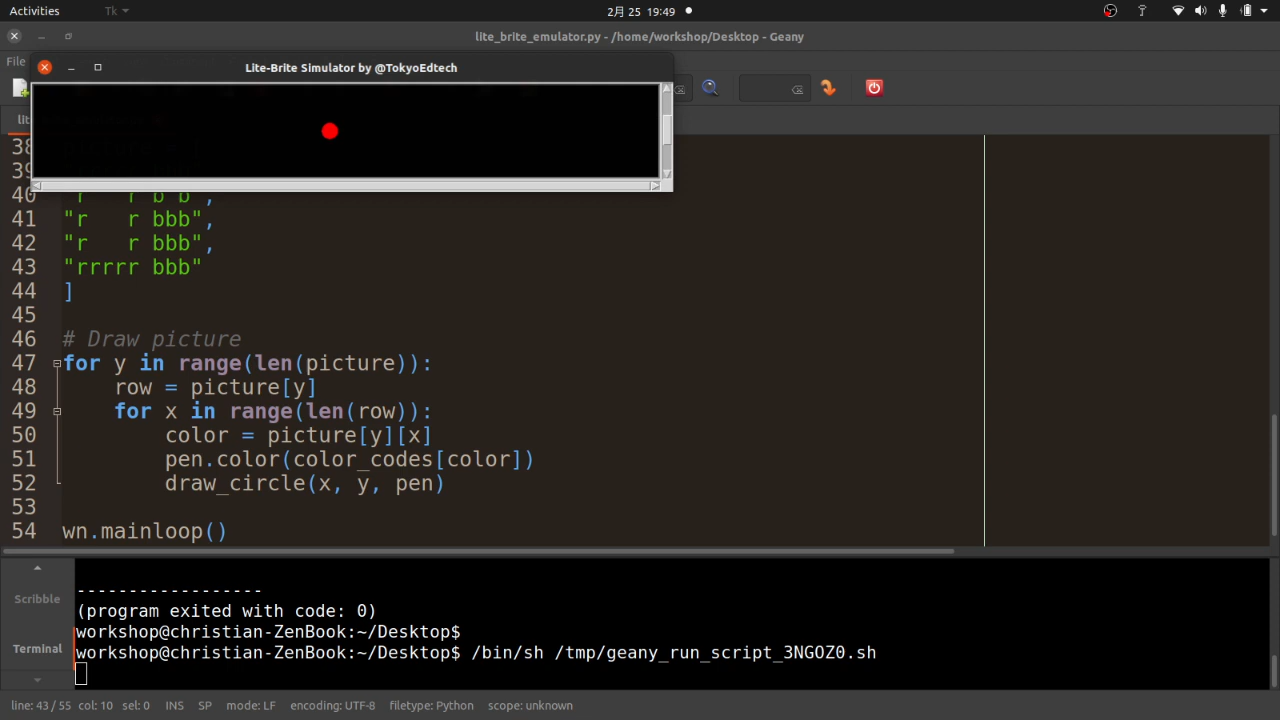 Activities
Tk
2月 25 19:49
lite_brite_emulator.py - /home/workshop/Desktop - Geany
File
Lite-Brite Simulator by @TokyoEdtech
38
39
40 "r   r b b",
41 "r   r bbb",
42 "r   r bbb",
43 "rrrrr bbb"
44 ]
45
46 # Draw picture
47 for y in range(len(picture)):
48     row = picture[y]
49     for x in range(len(row)):
50         color = picture[y][x]
51         pen.color(color_codes[color])
52         draw_circle(x, y, pen)
53
54 wn.mainloop()
Scribble
Terminal
------------------
(program exited with code: 0)
workshop@christian-ZenBook:~/Desktop$
workshop@christian-ZenBook:~/Desktop$ /bin/sh /tmp/geany_run_script_3NGOZ0.sh
line: 43 / 55 col: 10 sel: 0 INS SP mode: LF encoding: UTF-8 filetype: Python scope: unknown